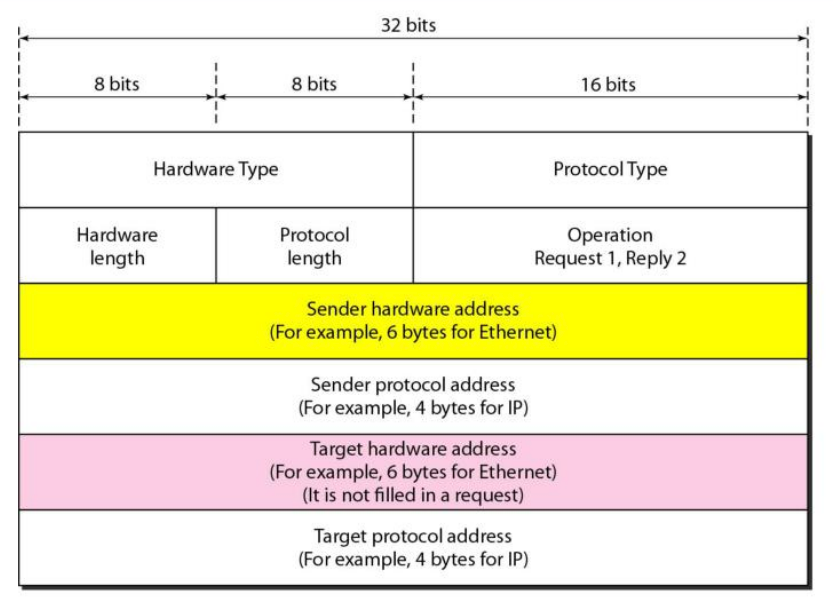 32 bits
8 bits 8 bits 16 bits
Hardware Type Protocol Type
Hardware length Protocol length Operation Request 1, Reply 2
Sender hardware address
(For example, 6 bytes for Ethernet)
Sender protocol address
(For example, 4 bytes for IP)
Target hardware address
(For example, 6 bytes for Ethernet)
(It is not filled in a request)
Target protocol address
(For example, 4 bytes for IP)